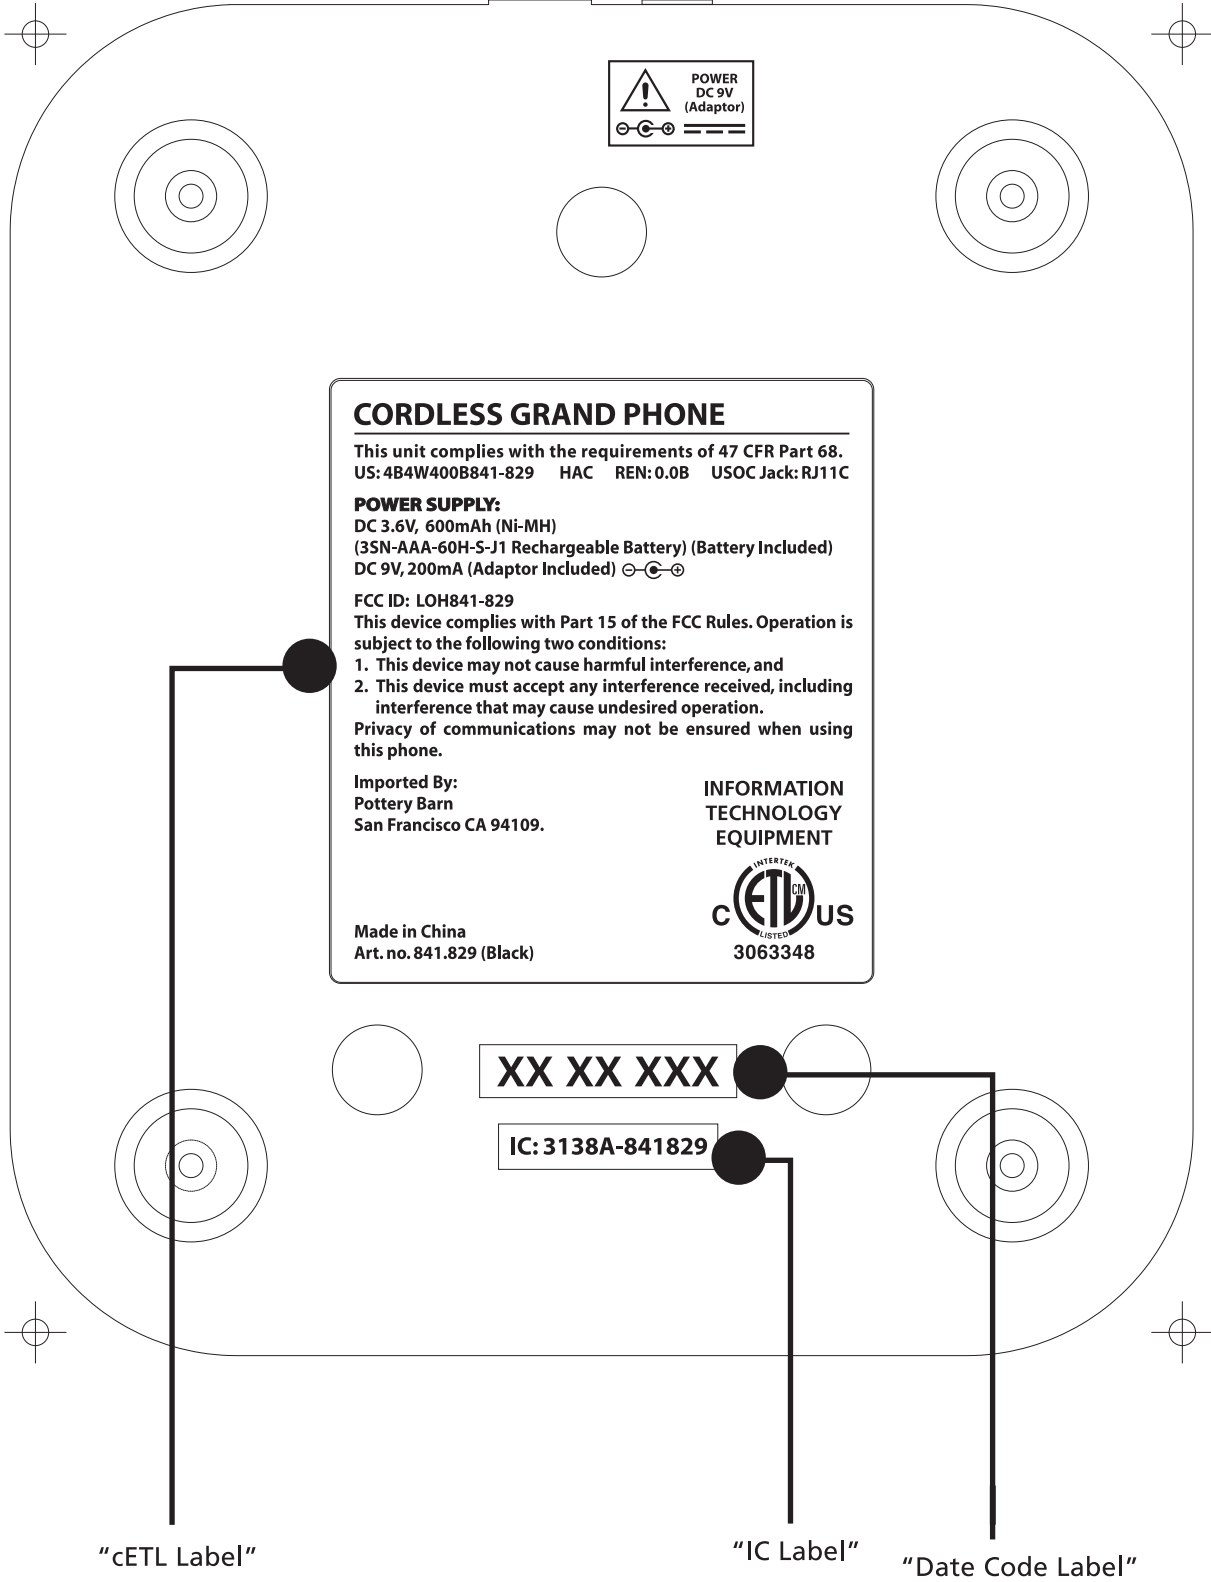 POWER
DC 9V
(Adaptor)
CORDLESS GRAND PHONE
This unit complies with the requirements of 47 CFR Part 68.
US: 4B4W400B841-829 HAC REN: 0.0B USOC Jack: RJ11C
POWER SUPPLY:
DC 3.6V, 600mAh (Ni-MH)
(3SN-AAA-60H-S-J1 Rechargeable Battery) (Battery Included)
DC 9V, 200mA (Adaptor Included)
FCC ID: LOH841-829
This device complies with Part 15 of the FCC Rules. Operation is
subject to the following two conditions:
1. This device may not cause harmful interference, and
2. This device must accept any interference received, including
interference that may cause undesired operation.
Privacy of communications may not be ensured when using
this phone.
Imported By:
Pottery Barn
San Francisco CA 94109.
INFORMATION
TECHNOLOGY
EQUIPMENT
INTERTEK
C ETL CM US
LISTED
3063348
Made in China
Art. no. 841.829 (Black)
XX XX XXX
IC: 3138A-841829
“cETL Label”
“IC Label”
“Date Code Label”